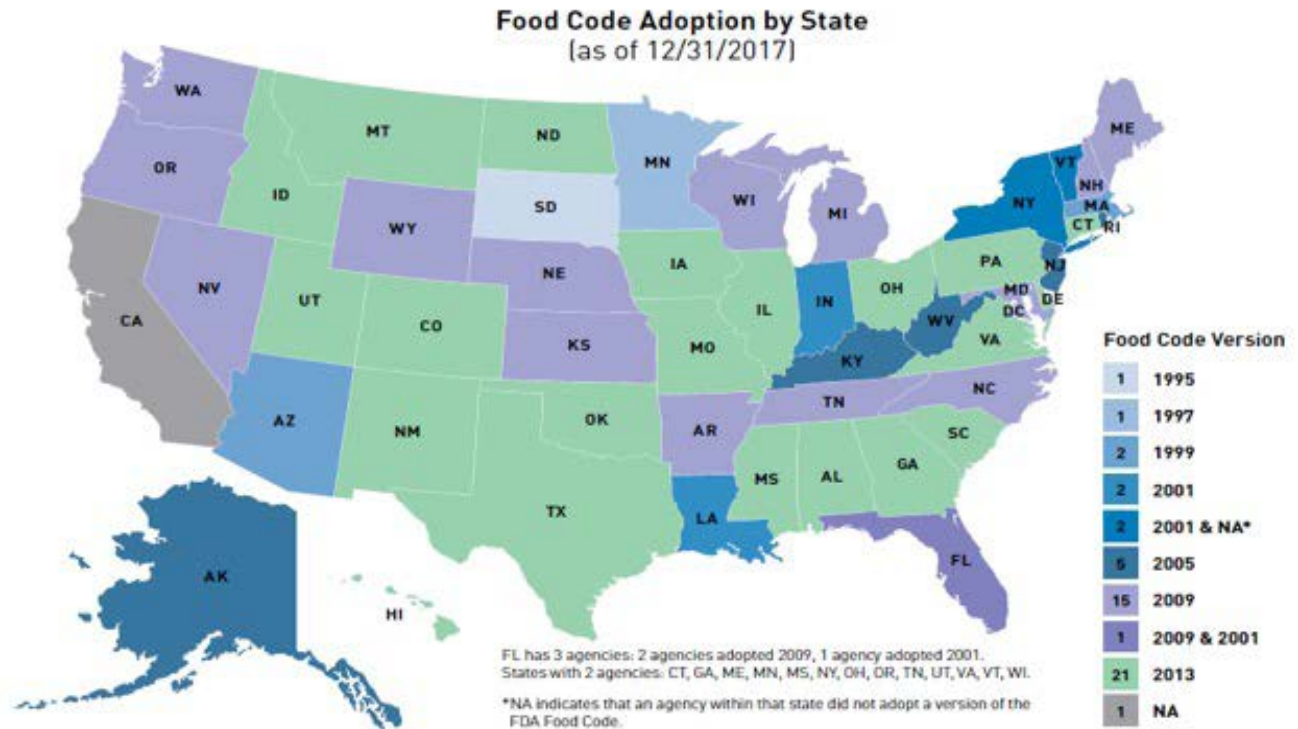 Food Code Adoption by State
(as of 12/31/2017)
WA
OR
CA
NV
ID
MT
WY
UT
CO
AZ
NM
ND
SD
NE
KS
OK
TX
MN
IA
MO
AR
LA
WI
IL
MI
IN
OH
KY
TN
MS
AL
GA
FL
SC
NC
VA
WV
PA
NY
VT
NH
ME
MA
CT
RI
NJ
DE
MD
DC
AK
HI
Food Code Version
1 1995
1 1997
2 1999
2 2001
2 2001 & NA*
5 2005
15 2009
1 2009 & 2001
21 2013
1 NA
FL has 3 agencies: 2 agencies adopted 2009, 1 agency adopted 2001.
States with 2 agencies: CT, GA, ME, MN, MS, NY, OH, OR, TN, UT, VA, VT, WI.
*NA indicates that an agency within that state did not adopt a version of the
FDA Food Code.